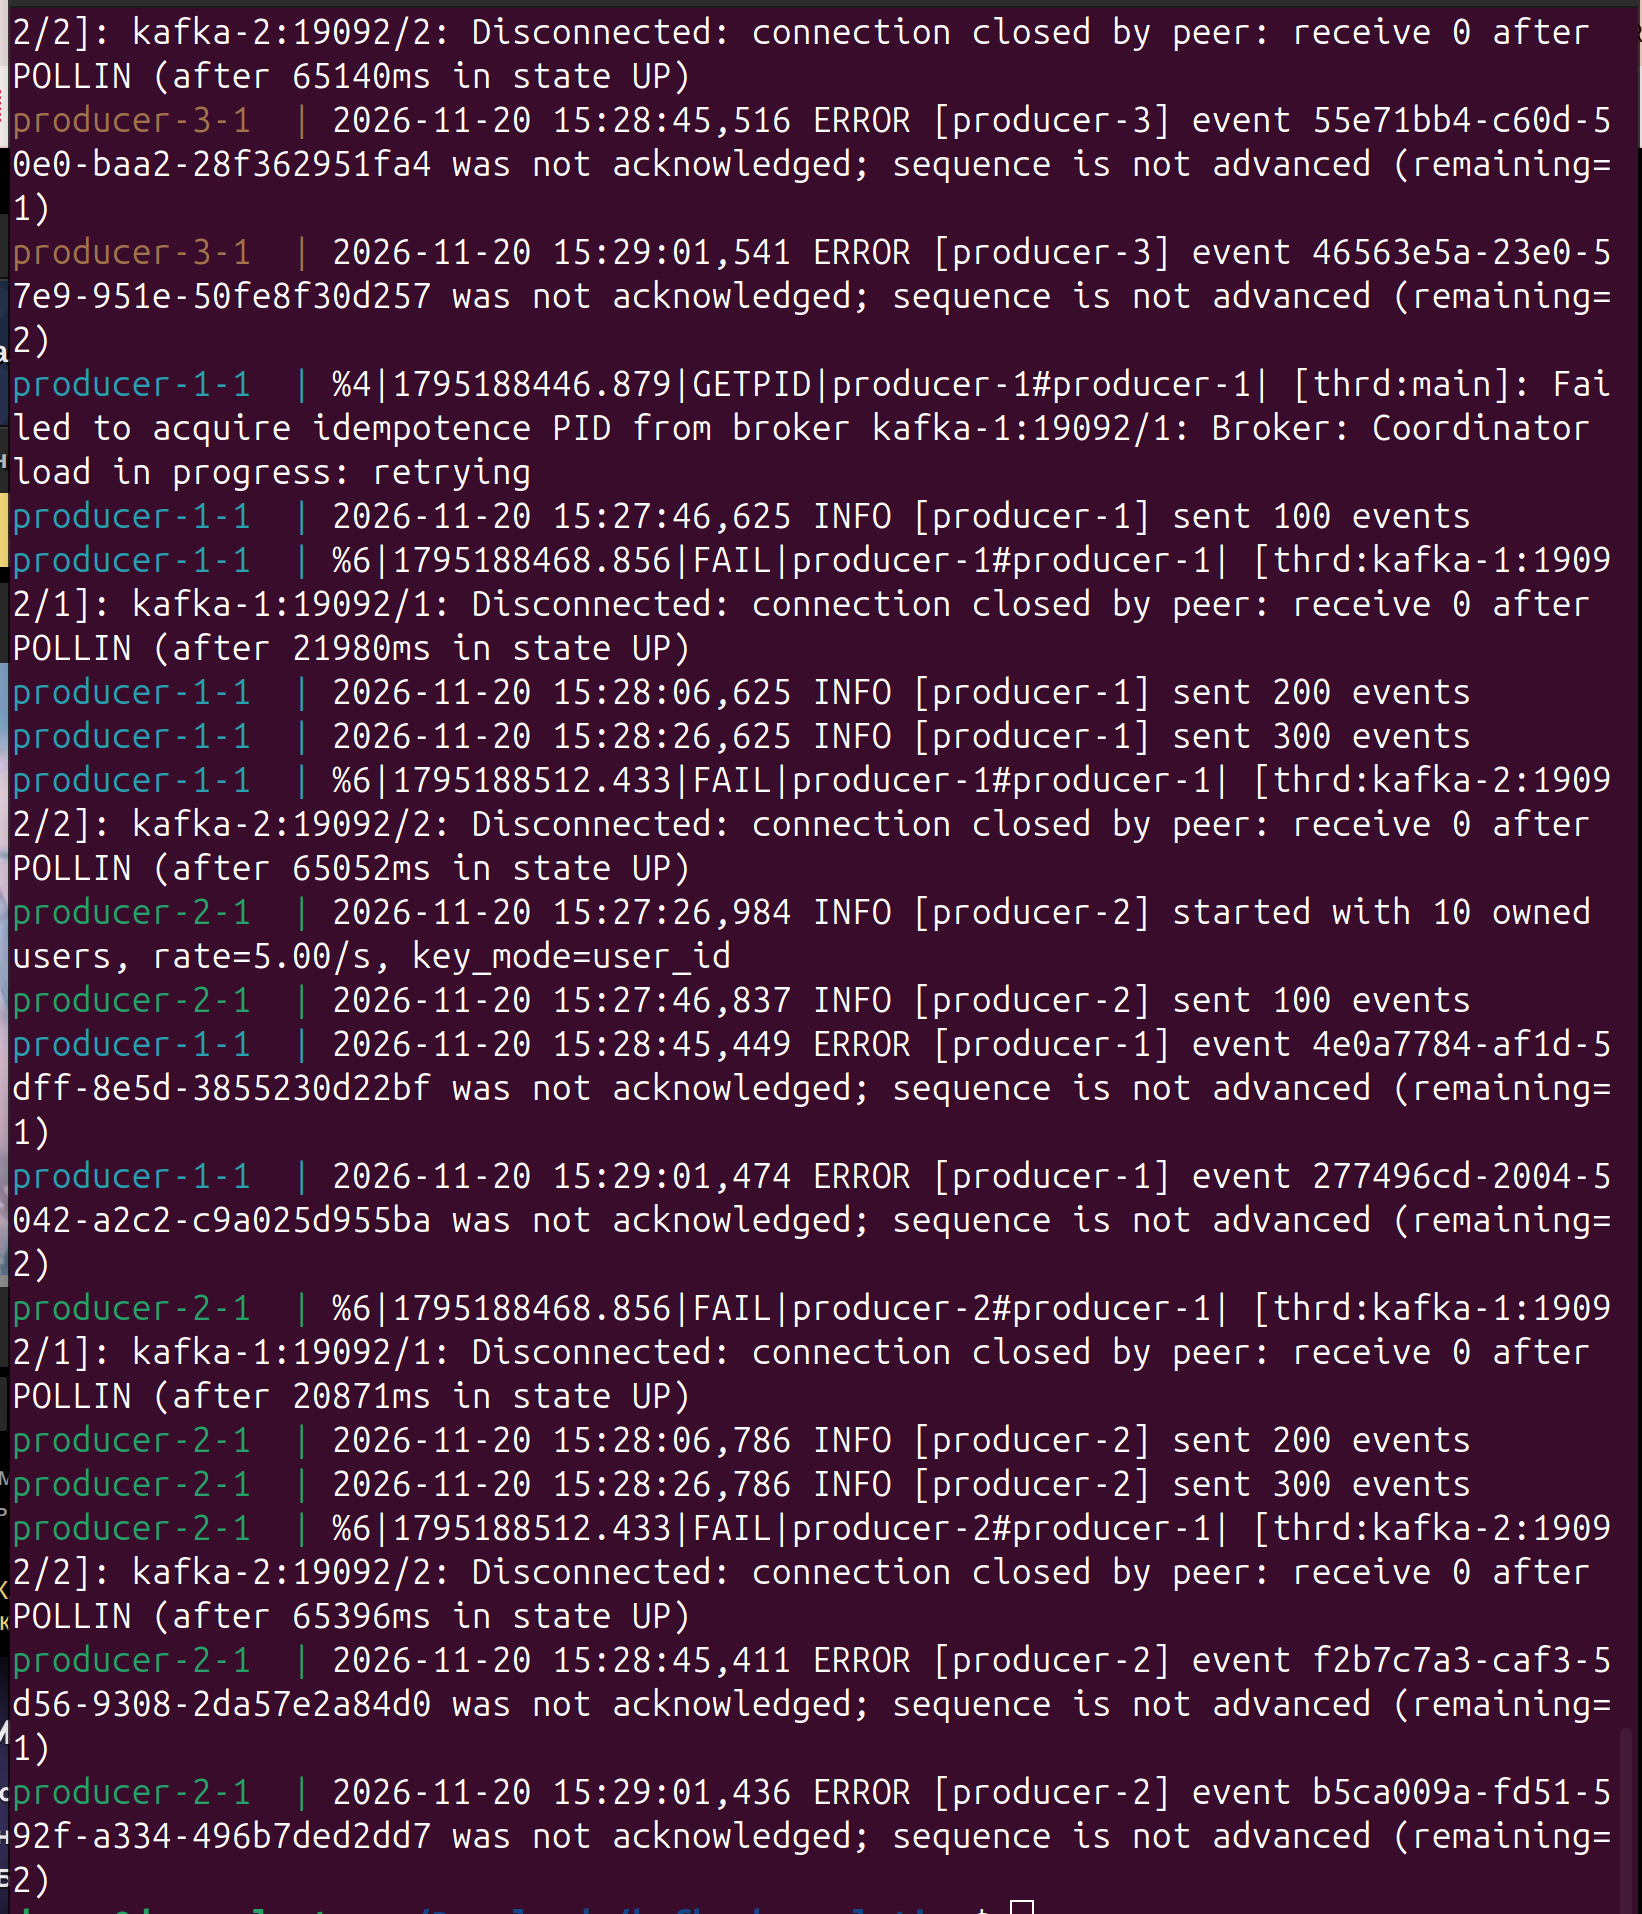 2/2]: kafka-2:19092/2: Disconnected: connection closed by peer: receive 0 after
POLLIN (after 65140ms in state UP)
producer-3-1  | 2026-11-20 15:28:45,516 ERROR [producer-3] event 55e71bb4-c60d-5
0e0-baa2-28f362951fa4 was not acknowledged; sequence is not advanced (remaining=
1)
producer-3-1  | 2026-11-20 15:29:01,541 ERROR [producer-3] event 46563e5a-23e0-5
7e9-951e-50fe8f30d257 was not acknowledged; sequence is not advanced (remaining=
2)
producer-1-1  | %4|1795188446.879|GETPID|producer-1#producer-1| [thrd:main]: Fai
led to acquire idempotence PID from broker kafka-1:19092/1: Broker: Coordinator
load in progress: retrying
producer-1-1  | 2026-11-20 15:27:46,625 INFO [producer-1] sent 100 events
producer-1-1  | %6|1795188468.856|FAIL|producer-1#producer-1| [thrd:kafka-1:1909
2/1]: kafka-1:19092/1: Disconnected: connection closed by peer: receive 0 after
POLLIN (after 21980ms in state UP)
producer-1-1  | 2026-11-20 15:28:06,625 INFO [producer-1] sent 200 events
producer-1-1  | 2026-11-20 15:28:26,625 INFO [producer-1] sent 300 events
producer-1-1  | %6|1795188512.433|FAIL|producer-1#producer-1| [thrd:kafka-2:1909
2/2]: kafka-2:19092/2: Disconnected: connection closed by peer: receive 0 after
POLLIN (after 65052ms in state UP)
producer-2-1  | 2026-11-20 15:27:26,984 INFO [producer-2] started with 10 owned
users, rate=5.00/s, key_mode=user_id
producer-2-1  | 2026-11-20 15:27:46,837 INFO [producer-2] sent 100 events
producer-1-1  | 2026-11-20 15:28:45,449 ERROR [producer-1] event 4e0a7784-af1d-5
dff-8e5d-3855230d22bf was not acknowledged; sequence is not advanced (remaining=
1)
producer-1-1  | 2026-11-20 15:29:01,474 ERROR [producer-1] event 277496cd-2004-5
042-a2c2-c9a025d955ba was not acknowledged; sequence is not advanced (remaining=
2)
producer-2-1  | %6|1795188468.856|FAIL|producer-2#producer-1| [thrd:kafka-1:1909
2/1]: kafka-1:19092/1: Disconnected: connection closed by peer: receive 0 after
POLLIN (after 20871ms in state UP)
producer-2-1  | 2026-11-20 15:28:06,786 INFO [producer-2] sent 200 events
producer-2-1  | 2026-11-20 15:28:26,786 INFO [producer-2] sent 300 events
producer-2-1  | %6|1795188512.433|FAIL|producer-2#producer-1| [thrd:kafka-2:1909
2/2]: kafka-2:19092/2: Disconnected: connection closed by peer: receive 0 after
POLLIN (after 65396ms in state UP)
producer-2-1  | 2026-11-20 15:28:45,411 ERROR [producer-2] event f2b7c7a3-caf3-5
d56-9308-2da57e2a84d0 was not acknowledged; sequence is not advanced (remaining=
1)
producer-2-1  | 2026-11-20 15:29:01,436 ERROR [producer-2] event b5ca009a-fd51-5
92f-a334-496b7ded2dd7 was not acknowledged; sequence is not advanced (remaining=
2)